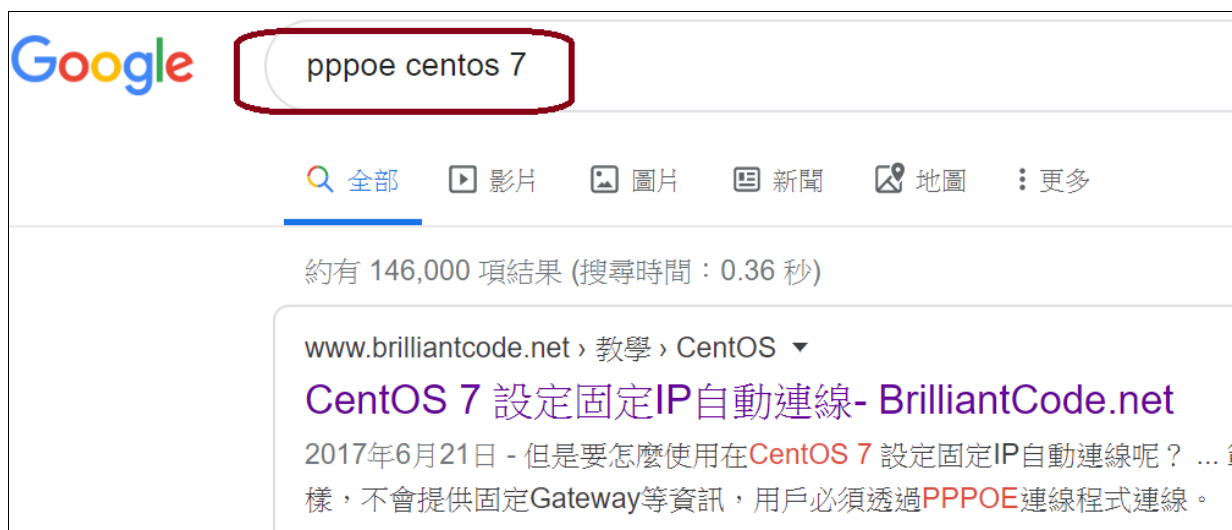 Google
pppoe centos 7
全部 影片 圖片 新聞 地圖 更多
約有 146,000 項結果 (搜尋時間：0.36 秒)
www.brilliantcode.net › 教學 › CentOS
CentOS 7 設定固定IP自動連線- BrilliantCode.net
2017年6月21日 - 但是要怎麼使用在CentOS 7 設定固定IP自動連線呢？ ...
樣，不會提供固定Gateway等資訊，用戶必須透過PPPOE連線程式連線。